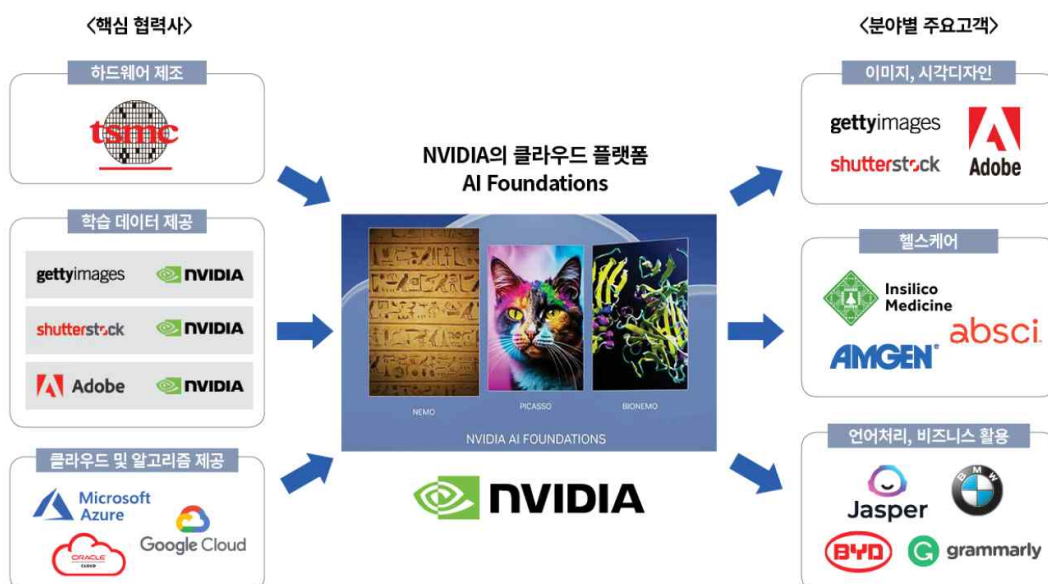 <핵심 협력사>
하드웨어 제조
tsmc
학습 데이터 제공
gettyimages NVIDIA
shutterstock NVIDIA
Adobe NVIDIA
클라우드 및 알고리즘 제공
Microsoft
Azure
Google Cloud
ORACLE
CLOUD
NVIDIA의 클라우드 플랫폼
AI Foundations
NEMO PICASSO BIONEMO
NVIDIA AI FOUNDATIONS
NVIDIA
<분야별 주요고객>
이미지, 시각디자인
gettyimages
shutterstock
Adobe
헬스케어
Insilico
Medicine
absci
AMGEN®
언어처리, 비즈니스 활용
Jasper
BMW
BYD
grammarly